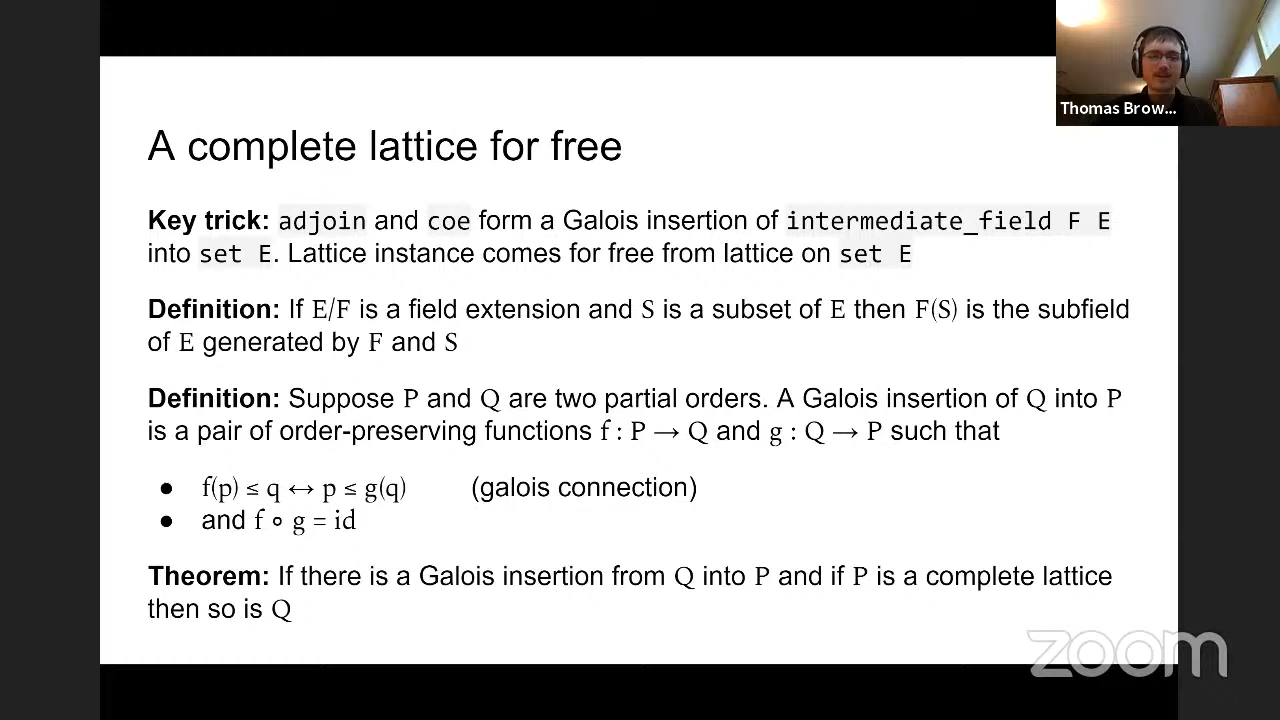 Thomas Brow...
A complete lattice for free
Key trick: adjoin and coe form a Galois insertion of intermediate_field F E
into set E. Lattice instance comes for free from lattice on set E
Definition: If E/F is a field extension and S is a subset of E then F(S) is the subfield
of E generated by F and S
Definition: Suppose P and Q are two partial orders. A Galois insertion of Q into P
is a pair of order-preserving functions f : P → Q and g : Q → P such that
● f(p) ≤ q ↔ p ≤ g(q) (galois connection)
● and f ∘ g = id
Theorem: If there is a Galois insertion from Q into P and if P is a complete lattice
then so is Q
zoom